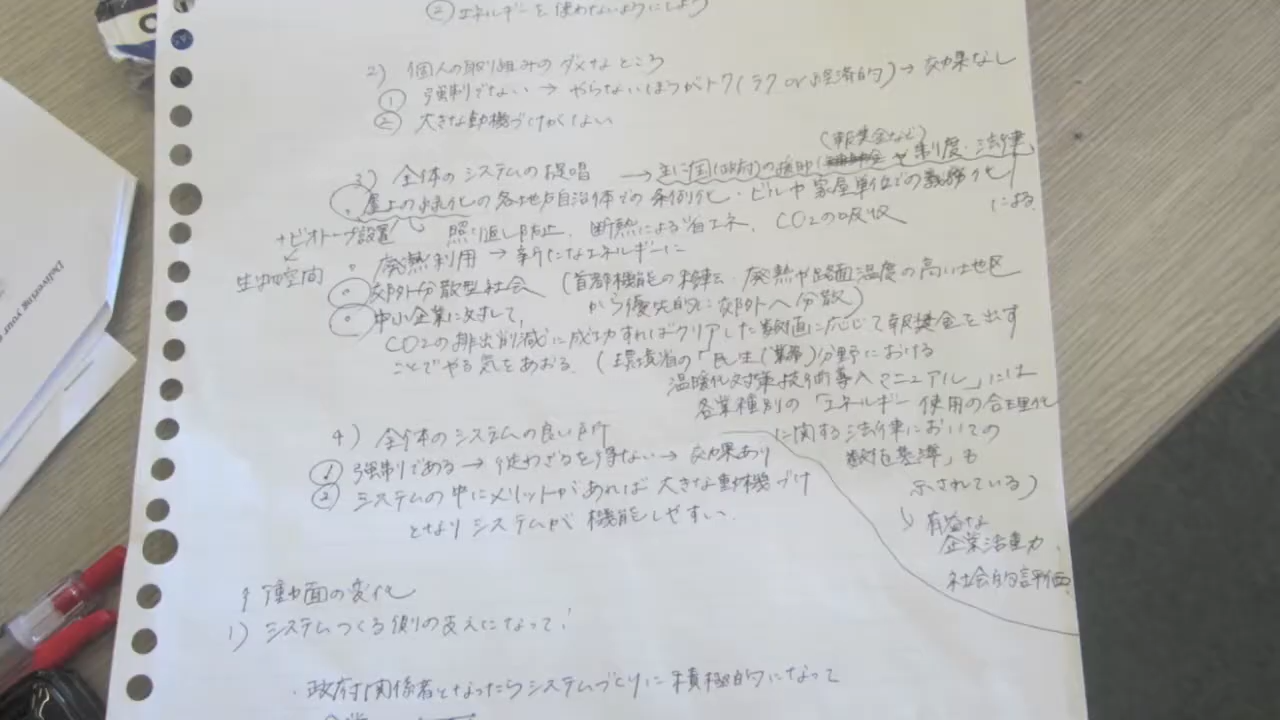 ② エネルギーを使わないようにしよう
2) 個人の取り組みのダメなところ
① 強制でない → やらないほうがトク(ラクor経済的) → 効果なし
② 大きな動機づけがない
(報奨金など)
3) 全体のシステムの提唱 → 主に国(政府)の援助( や制度・法律
による
・屋上の緑化の各地方自治体での条例化・ビルや家屋単位での義務化
+ビオトープ設置 照り返し防止、断熱による省エネ、CO2の吸収
生物空間
○ 廃熱利用 → 新たなエネルギーに
○ 郊外分散型社会 (首都機能の移転・廃熱や路面温度の高い地区
から優先的に郊外へ分散)
○ 中小企業に対して、
CO2の排出削減に成功すればクリアした数値に応じて報奨金を出す
ことでやる気をあおる。(環境省の「民生(業務)分野における
温暖化対策技術導入マニュアル」には
各業種別の「エネルギー使用の合理化
に関する法律においての
基準」も
示されている)
↳ 有益な
企業活動力
社会的評価
4) 全体のシステムの良い所
① 強制である → 従わざるを得ない → 効果あり
② システムの中にメリットがあれば大きな動機づけ
となりシステムが機能しやすい。
行動面の変化
1) システムつくる側の支えになって!
・政府関係者となったらシステムづくりに積極的になって